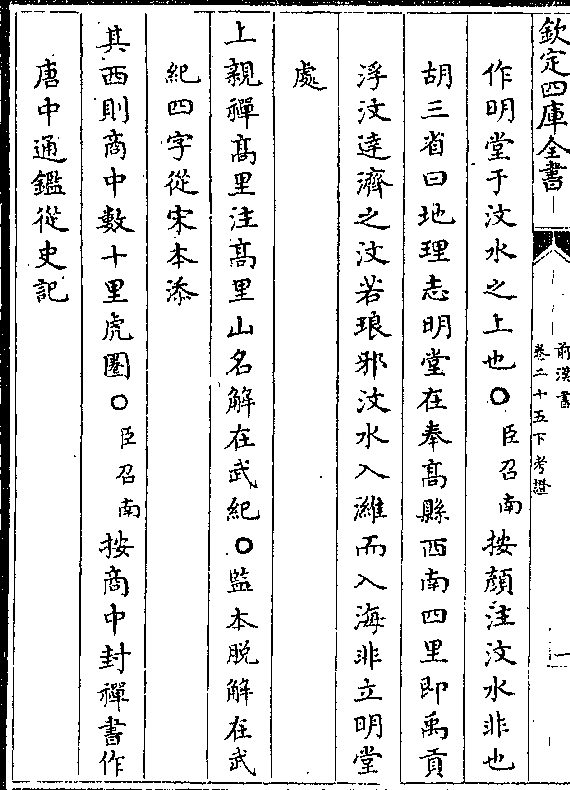 欽定四庫全書
前漢書
卷二十五下考證
一
作明堂于汶水之上也○臣召南按顔注汶水非也
胡三省曰地理志明堂在奉髙縣西南四里即禹貢
浮汶逹濟之汶若琅邪汶水入濰而入海非立明堂
處
上親禪髙里注髙里山名解在武紀○監本脱解在武
紀四字從宋本添
其西則商中數十里虎圏○臣召南按商中封禪書作
唐中通鑑從史記